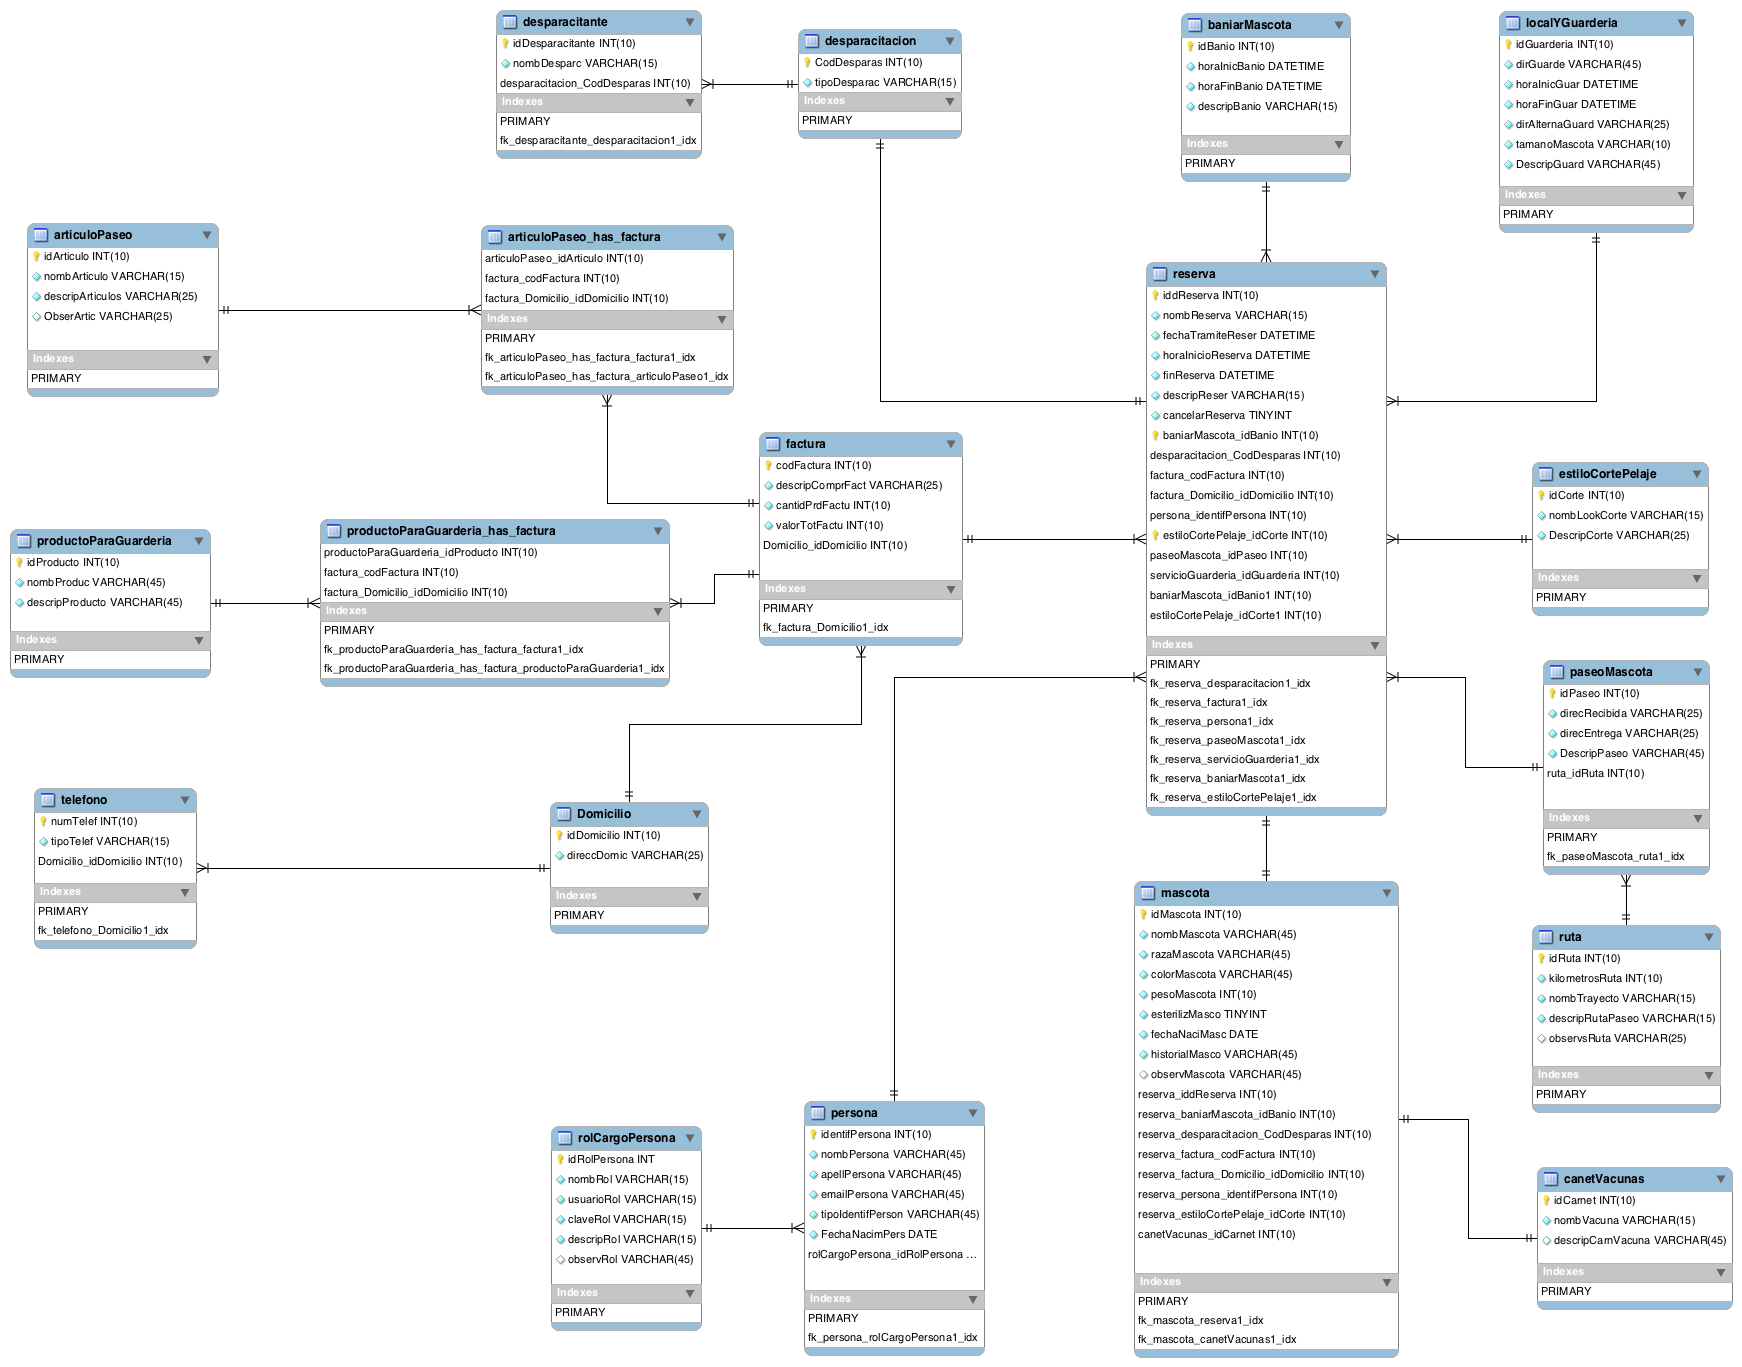 desparacitante
idDesparacitante INT(10)
nombDesparc VARCHAR(15)
desparacitacion_CodDesparas INT(10)
Indexes
PRIMARY
fk_desparacitante_desparacitacion1_idx
desparacitacion
CodDesparas INT(10)
tipoDesparac VARCHAR(15)
Indexes
PRIMARY
baniarMascota
idBanio INT(10)
horaInicBanio DATETIME
horaFinBanio DATETIME
descripBanio VARCHAR(15)
Indexes
PRIMARY
localYGuarderia
idGuarderia INT(10)
dirGuarde VARCHAR(45)
horaInicGuar DATETIME
horaFinGuar DATETIME
dirAlternaGuard VARCHAR(25)
tamanoMascota VARCHAR(10)
DescripGuard VARCHAR(45)
Indexes
PRIMARY
articuloPaseo
idArticulo INT(10)
nombArticulo VARCHAR(15)
descripArticulos VARCHAR(25)
ObserArtic VARCHAR(25)
Indexes
PRIMARY
articuloPaseo_has_factura
articuloPaseo_idArticulo INT(10)
factura_codFactura INT(10)
factura_Domicilio_idDomicilio INT(10)
Indexes
PRIMARY
fk_articuloPaseo_has_factura_factura1_idx
fk_articuloPaseo_has_factura_articuloPaseo1_idx
reserva
iddReserva INT(10)
nombReserva VARCHAR(15)
fechaTramiteReser DATETIME
horaInicioReserva DATETIME
finReserva DATETIME
descripReser VARCHAR(15)
cancelarReserva TINYINT
baniarMascota_idBanio INT(10)
desparacitacion_CodDesparas INT(10)
factura_codFactura INT(10)
factura_Domicilio_idDomicilio INT(10)
persona_identifPersona INT(10)
estiloCortePelaje_idCorte INT(10)
paseoMascota_idPaseo INT(10)
servicioGuarderia_idGuarderia INT(10)
baniarMascota_idBanio1 INT(10)
estiloCortePelaje_idCorte1 INT(10)
Indexes
PRIMARY
fk_reserva_desparacitacion1_idx
fk_reserva_factura1_idx
fk_reserva_persona1_idx
fk_reserva_paseoMascota1_idx
fk_reserva_servicioGuarderia1_idx
fk_reserva_baniarMascota1_idx
fk_reserva_estiloCortePelaje1_idx
factura
codFactura INT(10)
descripComprFact VARCHAR(25)
cantidPrdFactu INT(10)
valorTotFactu INT(10)
Domicilio_idDomicilio INT(10)
Indexes
PRIMARY
fk_factura_Domicilio1_idx
estiloCortePelaje
idCorte INT(10)
nombLookCorte VARCHAR(15)
DescripCorte VARCHAR(25)
Indexes
PRIMARY
productoParaGuarderia
idProducto INT(10)
nombProduc VARCHAR(45)
descripProducto VARCHAR(45)
Indexes
PRIMARY
productoParaGuarderia_has_factura
productoParaGuarderia_idProducto INT(10)
factura_codFactura INT(10)
factura_Domicilio_idDomicilio INT(10)
Indexes
PRIMARY
fk_productoParaGuarderia_has_factura_factura1_idx
fk_productoParaGuarderia_has_factura_productoParaGuarderia1_idx
paseoMascota
idPaseo INT(10)
direcRecibida VARCHAR(25)
direcEntrega VARCHAR(25)
DescripPaseo VARCHAR(45)
ruta_idRuta INT(10)
Indexes
PRIMARY
fk_paseoMascota_ruta1_idx
telefono
numTelef INT(10)
tipoTelef VARCHAR(15)
Domicilio_idDomicilio INT(10)
Indexes
PRIMARY
fk_telefono_Domicilio1_idx
Domicilio
idDomicilio INT(10)
direccDomic VARCHAR(25)
Indexes
PRIMARY
mascota
idMascota INT(10)
nombMascota VARCHAR(45)
razaMascota VARCHAR(45)
colorMascota VARCHAR(45)
pesoMascota INT(10)
esterilizMasco TINYINT
fechaNaciMasc DATE
historialMasco VARCHAR(45)
observMascota VARCHAR(45)
reserva_iddReserva INT(10)
reserva_baniarMascota_idBanio INT(10)
reserva_desparacitacion_CodDesparas INT(10)
reserva_factura_codFactura INT(10)
reserva_factura_Domicilio_idDomicilio INT(10)
reserva_persona_identifPersona INT(10)
reserva_estiloCortePelaje_idCorte INT(10)
canetVacunas_idCarnet INT(10)
Indexes
PRIMARY
fk_mascota_reserva1_idx
fk_mascota_canetVacunas1_idx
ruta
idRuta INT(10)
kilometrosRuta INT(10)
nombTrayecto VARCHAR(15)
descripRutaPaseo VARCHAR(15)
observsRuta VARCHAR(25)
Indexes
PRIMARY
rolCargoPersona
idRolPersona INT
nombRol VARCHAR(15)
usuarioRol VARCHAR(15)
claveRol VARCHAR(15)
descripRol VARCHAR(15)
observRol VARCHAR(45)
Indexes
PRIMARY
persona
identifPersona INT(10)
nombPersona VARCHAR(45)
apellPersona VARCHAR(45)
emailPersona VARCHAR(45)
tipoIdentifPerson VARCHAR(45)
FechaNacimPers DATE
rolCargoPersona_idRolPersona ...
Indexes
PRIMARY
fk_persona_rolCargoPersona1_idx
canetVacunas
idCarnet INT(10)
nombVacuna VARCHAR(15)
descripCarnVacuna VARCHAR(45)
Indexes
PRIMARY